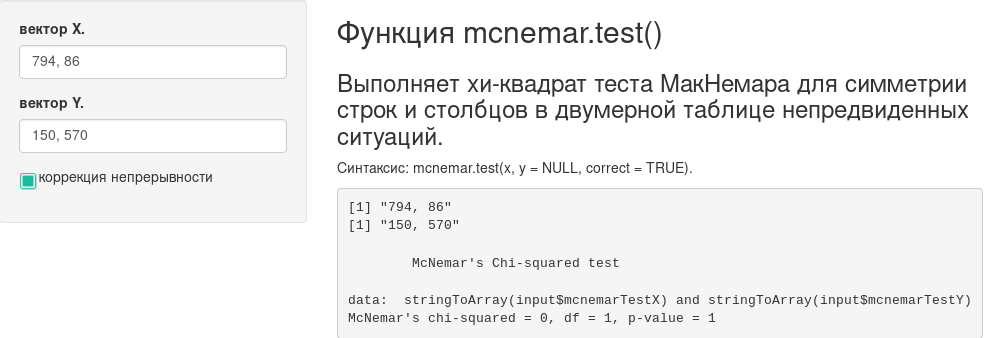 вектор X.
794, 86
вектор Y.
150, 570
коррекция непрерывности
Функция mcnemar.test()
Выполняет хи-квадрат теста МакНемара для симметрии
строк и столбцов в двумерной таблице непредвиденных
ситуаций.
Синтаксис: mcnemar.test(x, y = NULL, correct = TRUE).
[1] "794, 86"
[1] "150, 570"
McNemar's Chi-squared test
data:  stringToArray(input$mcnemarTestX) and stringToArray(input$mcnemarTestY)
McNemar's chi-squared = 0, df = 1, p-value = 1